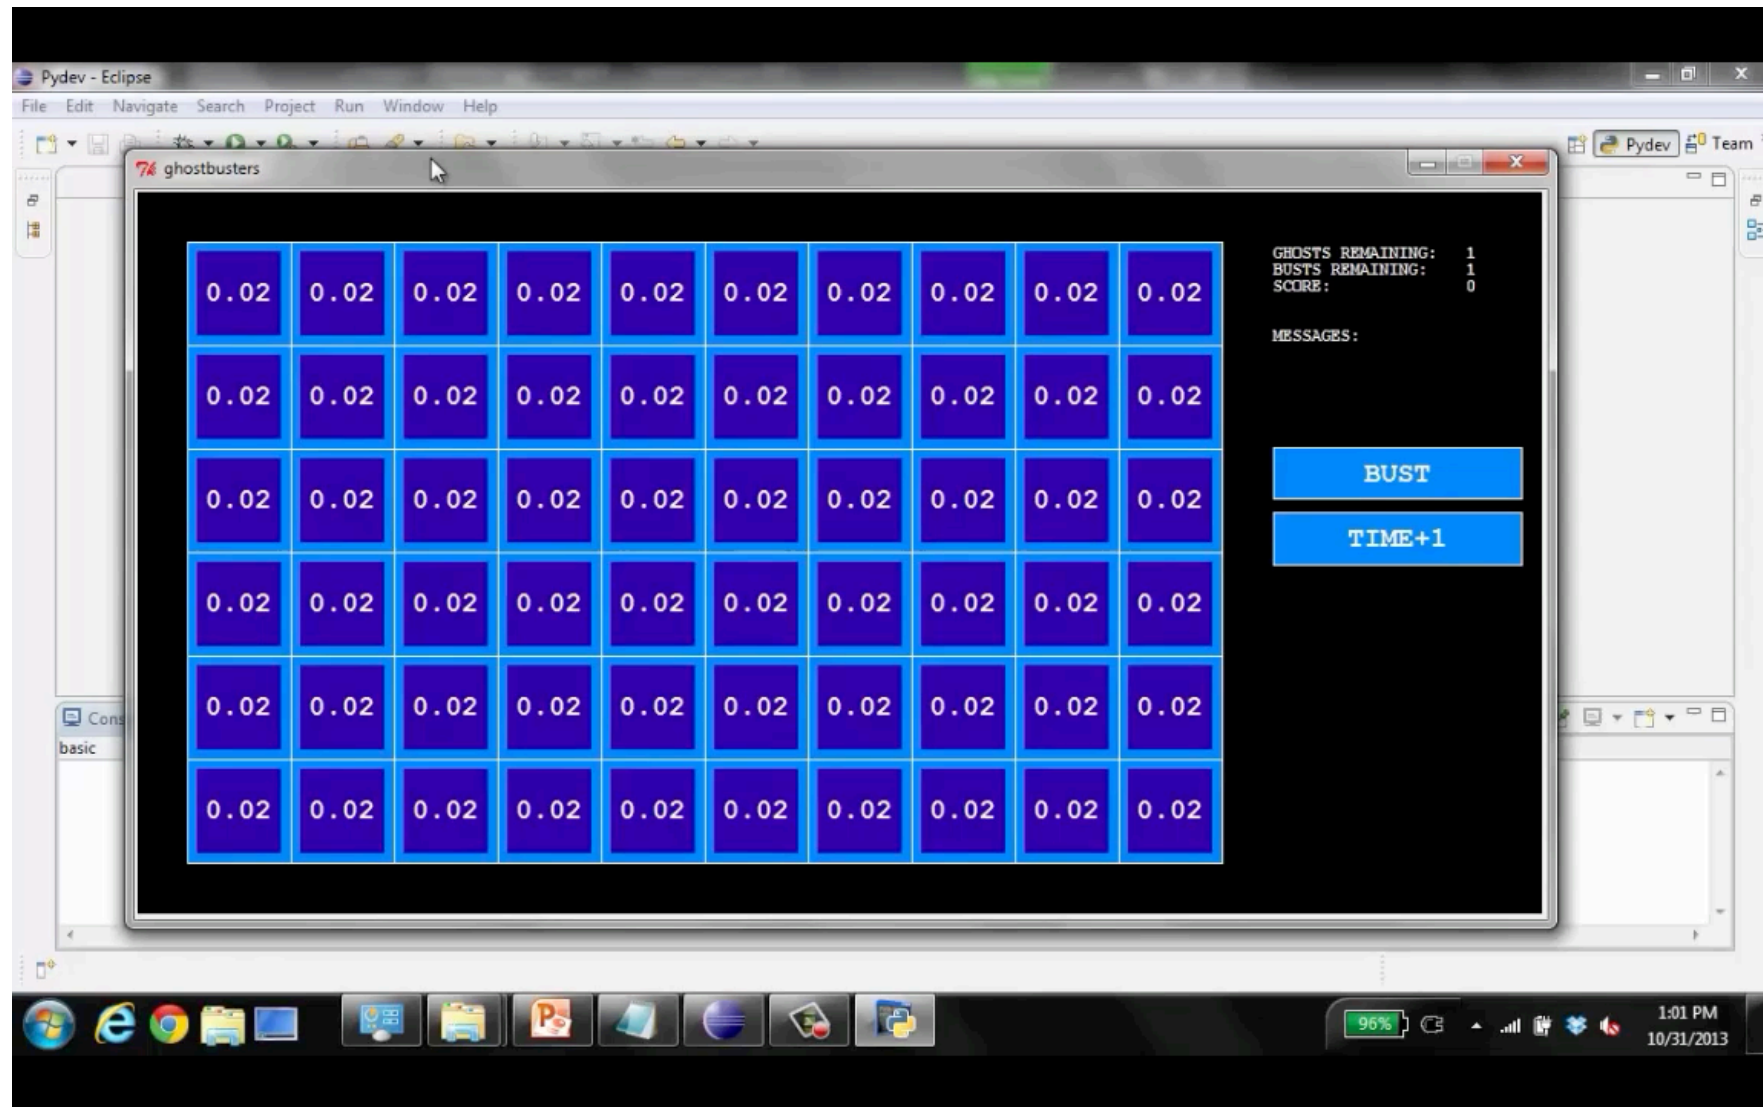 Pydev - Eclipse
File Edit Navigate Search Project Run Window Help
Pydev Team
ghostbusters
0.02 0.02 0.02 0.02 0.02 0.02 0.02 0.02 0.02 0.02
0.02 0.02 0.02 0.02 0.02 0.02 0.02 0.02 0.02 0.02
0.02 0.02 0.02 0.02 0.02 0.02 0.02 0.02 0.02 0.02
0.02 0.02 0.02 0.02 0.02 0.02 0.02 0.02 0.02 0.02
0.02 0.02 0.02 0.02 0.02 0.02 0.02 0.02 0.02 0.02
0.02 0.02 0.02 0.02 0.02 0.02 0.02 0.02 0.02 0.02
GHOSTS REMAINING: 1
BUSTS REMAINING: 1
SCORE: 0
MESSAGES:
BUST
TIME+1
Cons
basic
96%
1:01 PM
10/31/2013